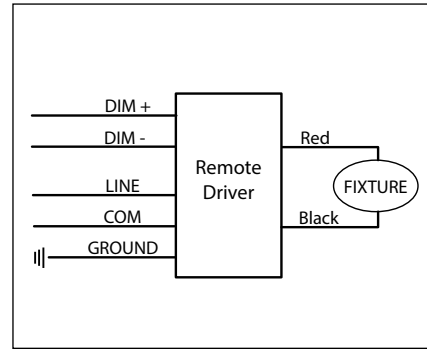 DIM +
DIM -
LINE
COM
GROUND
Remote
Driver
Red
Black
FIXTURE